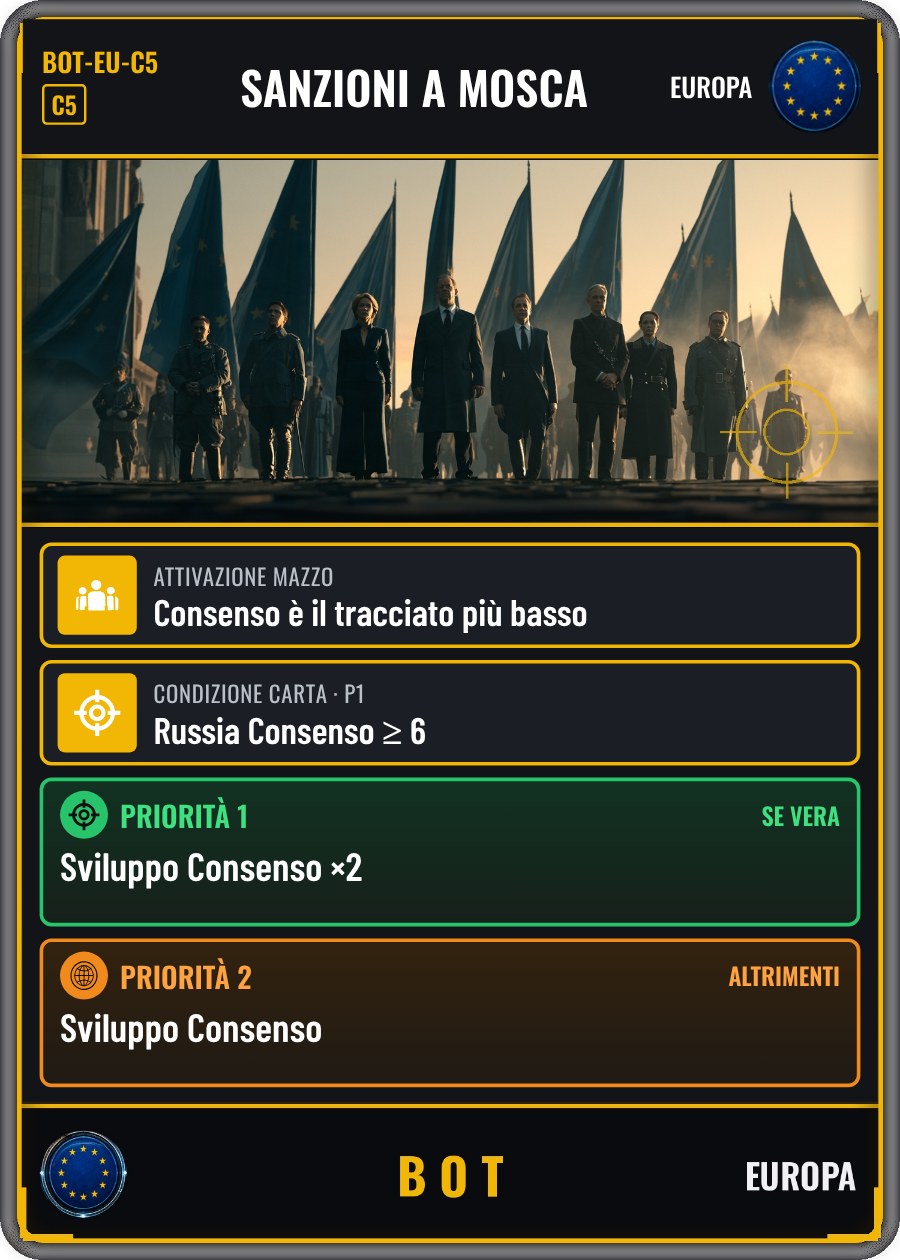 BOT-EU-C5
C5
SANZIONI A MOSCA
EUROPA
ATTIVAZIONE MAZZO
Consenso è il tracciato più basso
CONDIZIONE CARTA · P1
Russia Consenso ≥ 6
PRIORITÀ 1
SE VERA
Sviluppo Consenso ×2
PRIORITÀ 2
ALTRIMENTI
Sviluppo Consenso
BOT
EUROPA